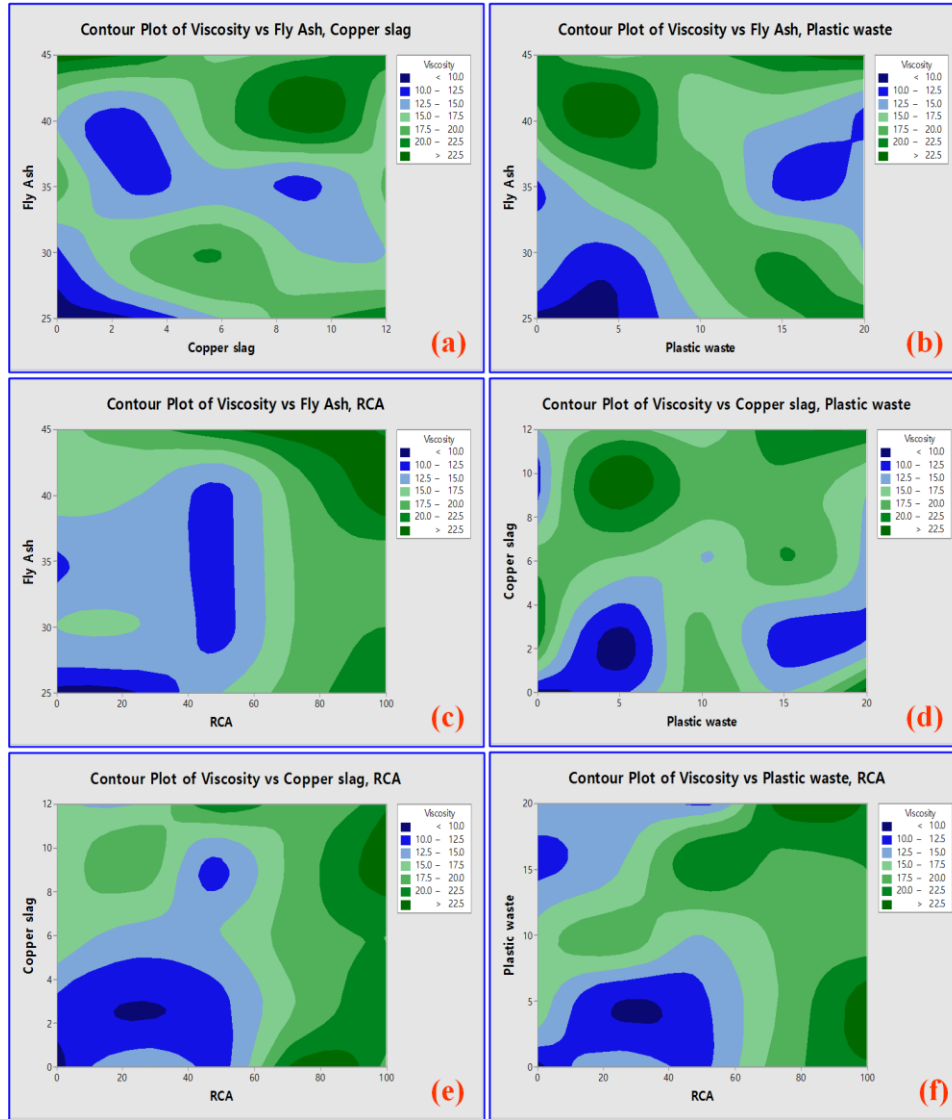 Contour Plot of Viscosity vs Fly Ash, Copper slag
Viscosity
< 10.0
10.0 – 12.5
12.5 – 15.0
15.0 – 17.5
17.5 – 20.0
20.0 – 22.5
> 22.5
Fly Ash
45
40
35
30
25
0 2 4 6 8 10 12
Copper slag
(a)
Contour Plot of Viscosity vs Fly Ash, Plastic waste
Viscosity
< 10.0
10.0 – 12.5
12.5 – 15.0
15.0 – 17.5
17.5 – 20.0
20.0 – 22.5
> 22.5
Fly Ash
45
40
35
30
25
0 5 10 15 20
Plastic waste
(b)
Contour Plot of Viscosity vs Fly Ash, RCA
Viscosity
< 10.0
10.0 – 12.5
12.5 – 15.0
15.0 – 17.5
17.5 – 20.0
20.0 – 22.5
> 22.5
Fly Ash
45
40
35
30
25
0 20 40 60 80 100
RCA
(c)
Contour Plot of Viscosity vs Copper slag, Plastic waste
Viscosity
< 10.0
10.0 – 12.5
12.5 – 15.0
15.0 – 17.5
17.5 – 20.0
20.0 – 22.5
> 22.5
Copper slag
12
10
8
6
4
2
0
0 5 10 15 20
Plastic waste
(d)
Contour Plot of Viscosity vs Copper slag, RCA
Viscosity
< 10.0
10.0 – 12.5
12.5 – 15.0
15.0 – 17.5
17.5 – 20.0
20.0 – 22.5
> 22.5
Copper slag
12
10
8
6
4
2
0
0 20 40 60 80 100
RCA
(e)
Contour Plot of Viscosity vs Plastic waste, RCA
Viscosity
< 10.0
10.0 – 12.5
12.5 – 15.0
15.0 – 17.5
17.5 – 20.0
20.0 – 22.5
> 22.5
Plastic waste
20
15
10
5
0
0 20 40 60 80 100
RCA
(f)